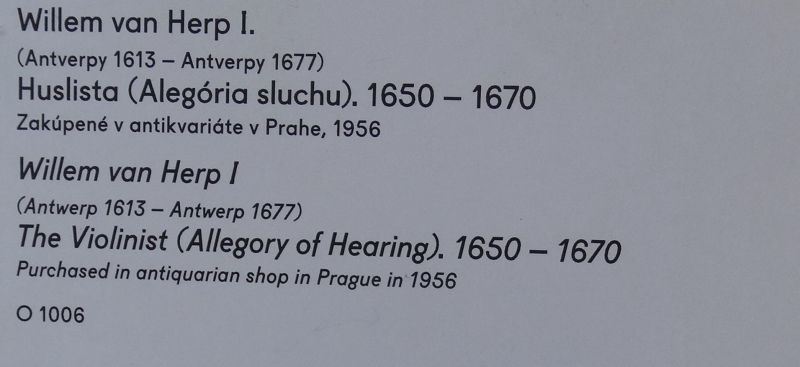 Willem van Herp I.
(Antverpy 1613 – Antverpy 1677)
Huslista (Alegória sluchu). 1650 – 1670
Zakúpené v antikvariáte v Prahe, 1956
Willem van Herp I
(Antwerp 1613 – Antwerp 1677)
The Violinist (Allegory of Hearing). 1650 – 1670
Purchased in antiquarian shop in Prague in 1956
O 1006